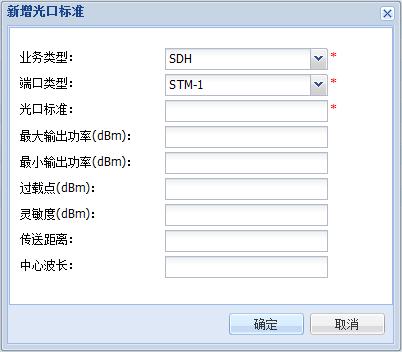 新增光口标准
业务类型： SDH *
端口类型： STM-1 *
光口标准： *
最大输出功率(dBm)：
最小输出功率(dBm)：
过载点(dBm)：
灵敏度(dBm)：
传送距离：
中心波长：
确定 取消